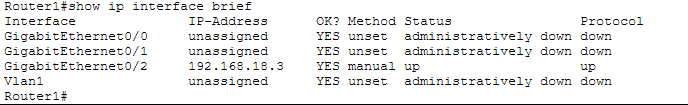 Router1#show ip interface brief
Interface              IP-Address      OK? Method Status                Protocol
GigabitEthernet0/0     unassigned      YES unset  administratively down down
GigabitEthernet0/1     unassigned      YES unset  administratively down down
GigabitEthernet0/2     192.168.18.3    YES manual up                    up
Vlan1                  unassigned      YES unset  administratively down down
Router1#